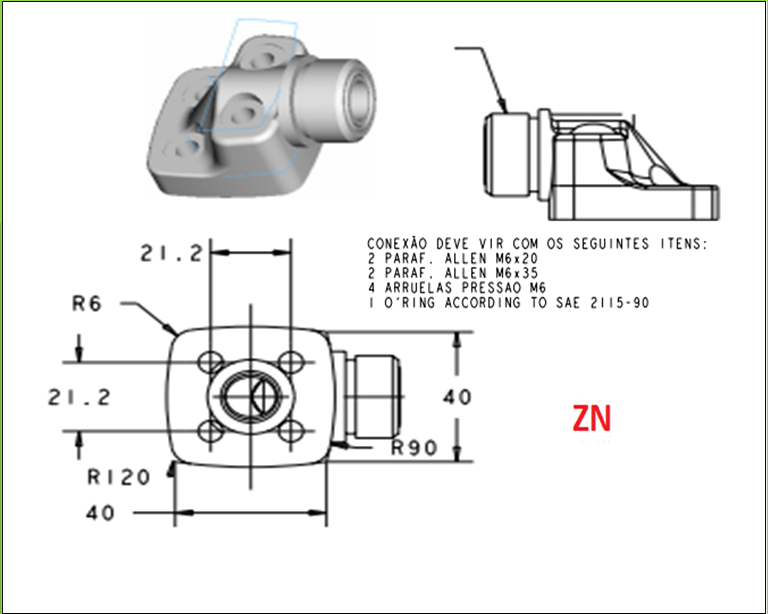 21.2
CONEXÃO DEVE VIR COM OS SEGUINTES ITENS:
2 PARAF. ALLEN M6x20
2 PARAF. ALLEN M6x35
4 ARRUELAS PRESSAO M6
1 O'RING ACCORDING TO SAE 2115-90
R6
21.2
40
ZN
R90
R120
40